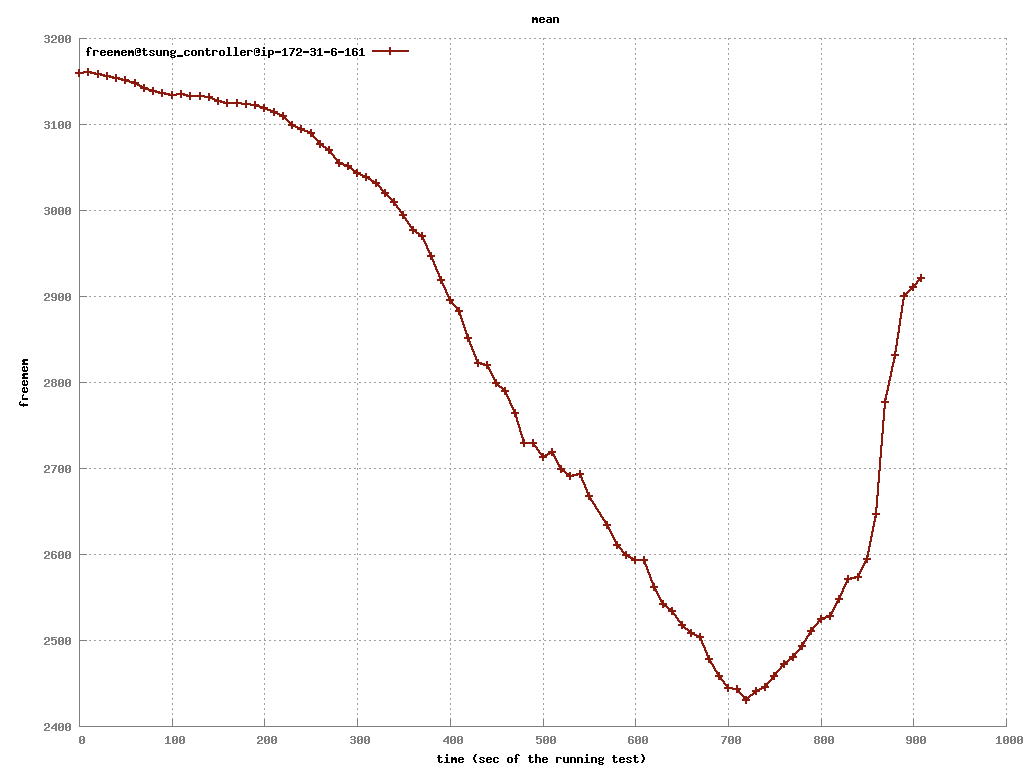 mean
3200
freemem@tsung_controller@ip-172-31-6-161
3100
3000
2900
2800
2700
2600
2500
2400
freemem
0 100 200 300 400 500 600 700 800 900 1000
time (sec of the running test)